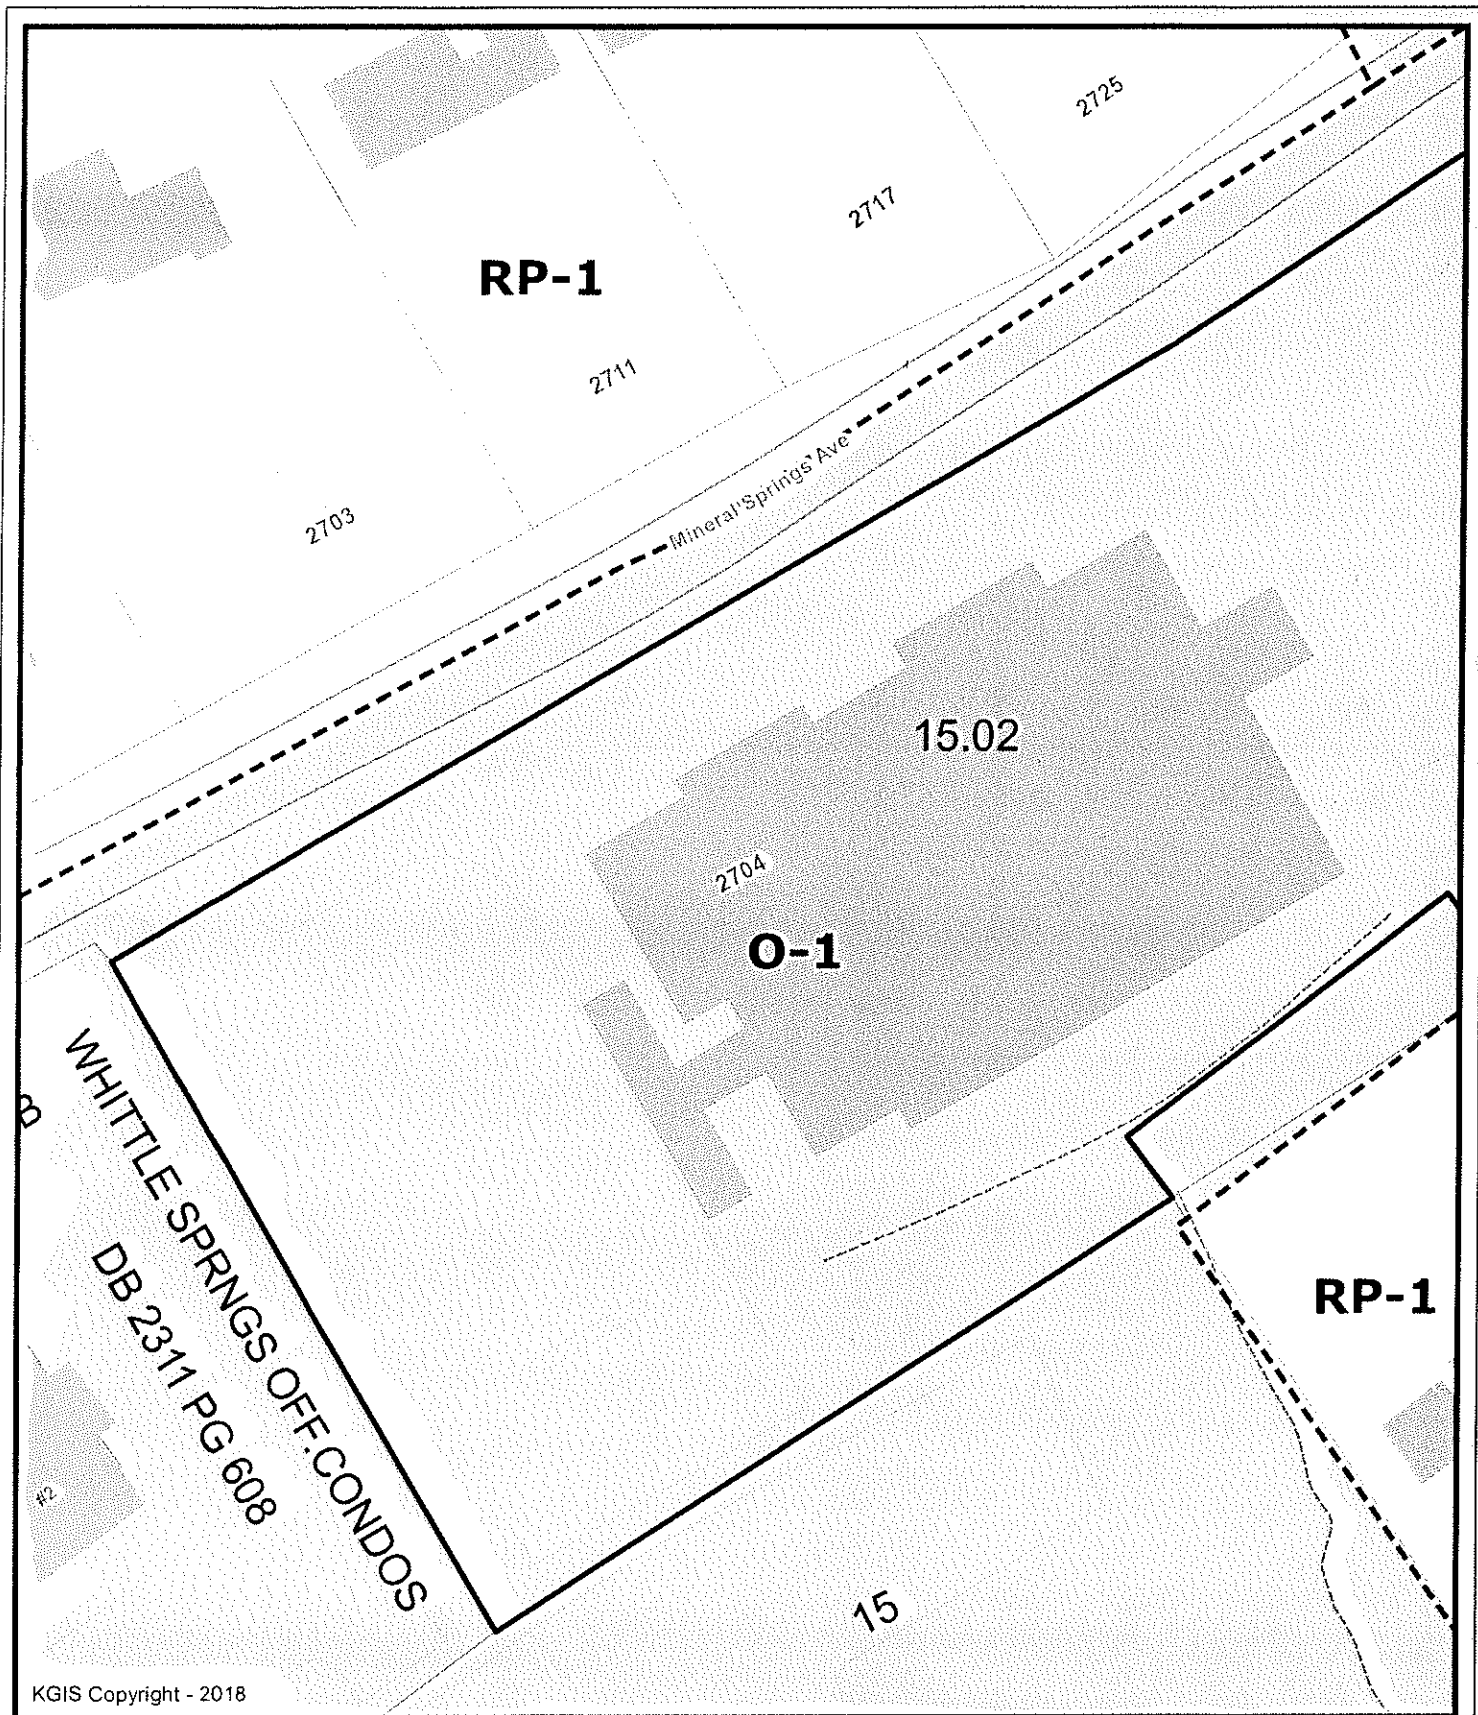 2725
2717
RP-1
2711
2703
Mineral Springs Ave
15.02
2704
O-1
B
WHITTLE SPRNGS OFF.CONDOS
DB 2311 PG 608
RP-1
#2
15
KGIS Copyright - 2018